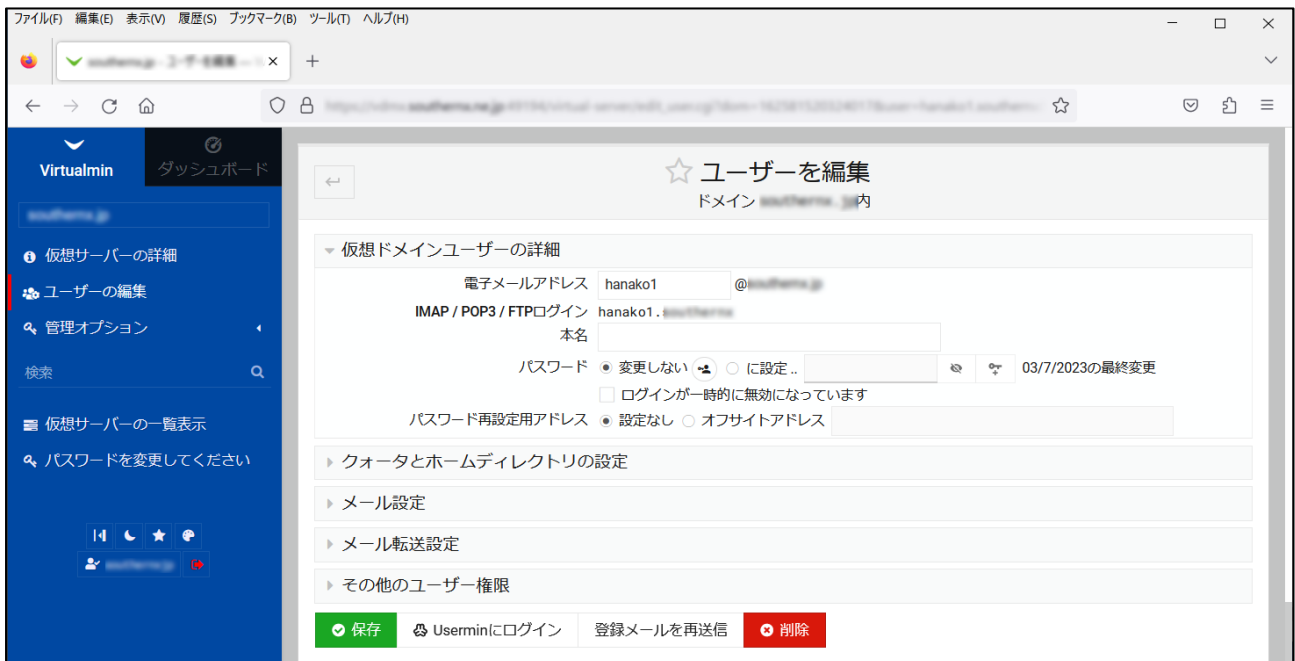 ファイル(F) 編集(E) 表示(V) 履歴(S) ブックマーク(B) ツール(T) ヘルプ(H)
Virtualmin
ダッシュボード
仮想サーバーの詳細
ユーザーの編集
管理オプション
検索
仮想サーバーの一覧表示
パスワードを変更してください
ユーザーを編集
ドメイン 内
仮想ドメインユーザーの詳細
電子メールアドレス hanako1 @
IMAP / POP3 / FTPログイン hanako1.
本名
パスワード 変更しない に設定 .. 03/7/2023の最終変更
ログインが一時的に無効になっています
パスワード再設定用アドレス 設定なし オフサイトアドレス
クォータとホームディレクトリの設定
メール設定
メール転送設定
その他のユーザー権限
保存 Userminにログイン 登録メールを再送信 削除